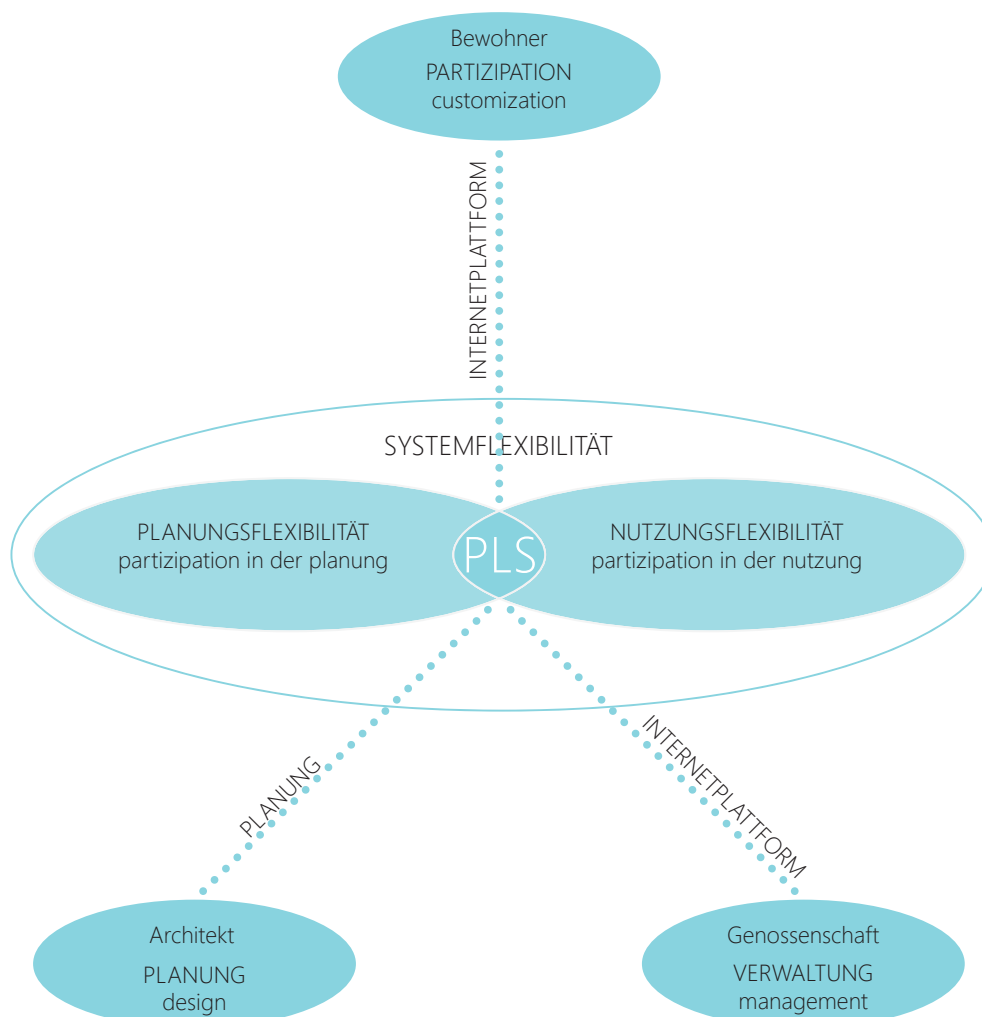 Bewohner
PARTIZIPATION
customization
INTERNETPLATTFORM
SYSTEMFLEXIBILITÄT
PLANUNGSFLEXIBILITÄT
partizipation in der planung
PLS
NUTZUNGSFLEXIBILITÄT
partizipation in der nutzung
PLANUNG
INTERNETPLATTFORM
Architekt
PLANUNG
design
Genossenschaft
VERWALTUNG
management